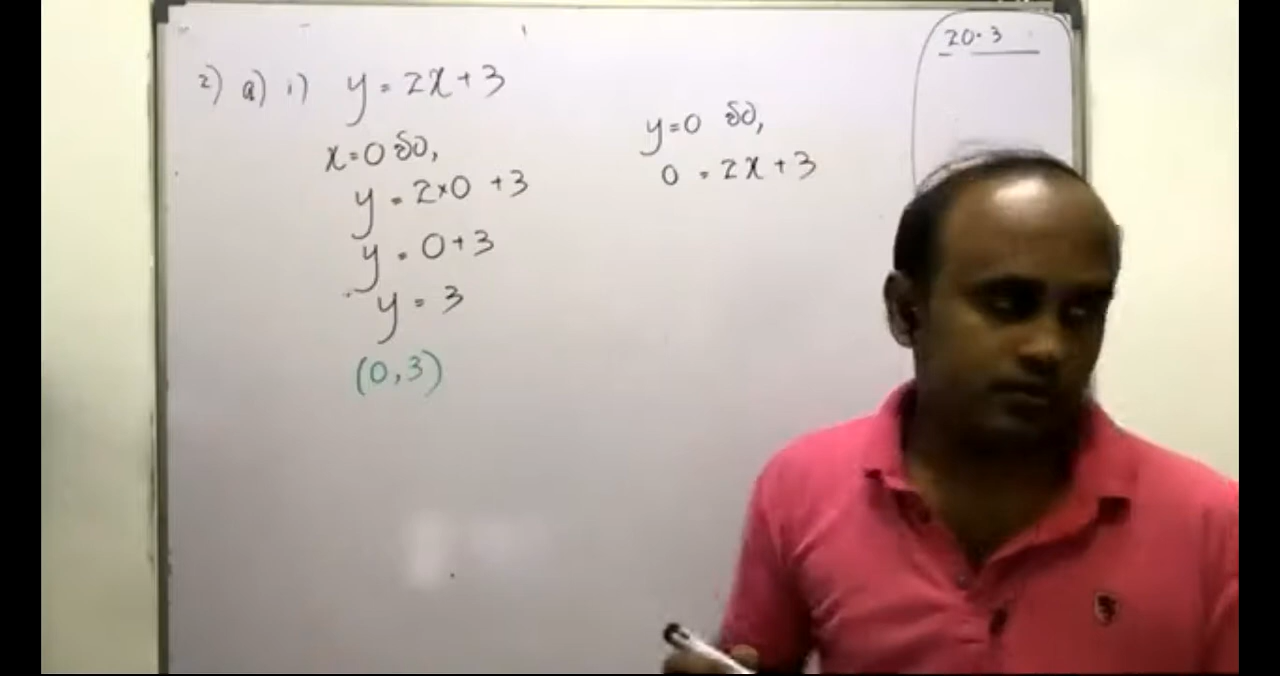 20.3
2) a) i) y = 2x + 3
x = 0 විට,
y = 2×0 + 3
y = 0 + 3
y = 3
(0,3)
y = 0 විට,
0 = 2x + 3